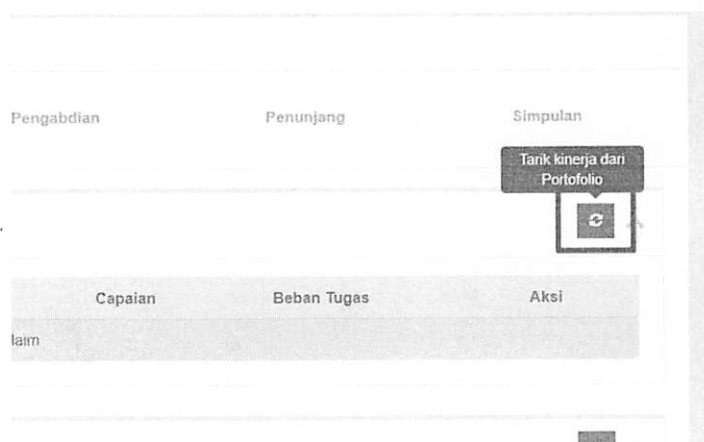 Pengabdian Penunjang Simpulan
Tarik kinerja dari
Portofolio
Capaian Beban Tugas Aksi
laim